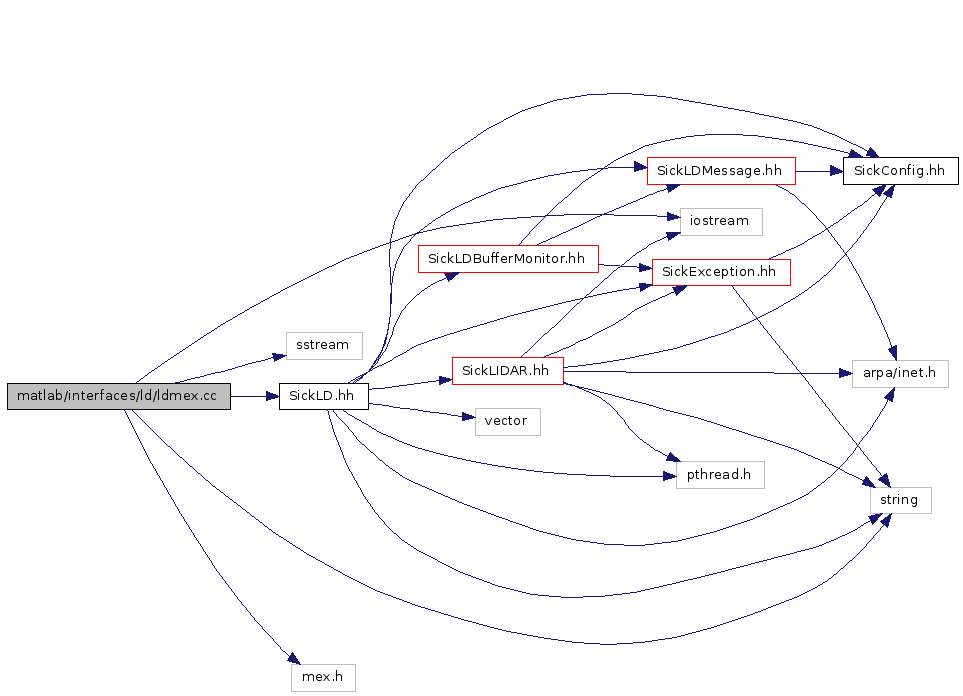 SickLDMessage.hh
SickConfig.hh
iostream
SickLDBufferMonitor.hh
SickException.hh
sstream
SickLIDAR.hh
arpa/inet.h
matlab/interfaces/ld/ldmex.cc
SickLD.hh
vector
pthread.h
string
mex.h